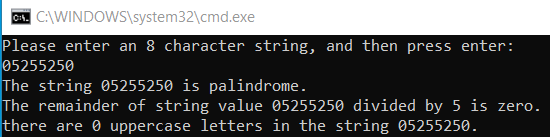 C:\WINDOWS\system32\cmd.exe
Please enter an 8 character string, and then press enter:
05255250
The string 05255250 is palindrome.
The remainder of string value 05255250 divided by 5 is zero.
there are 0 uppercase letters in the string 05255250.